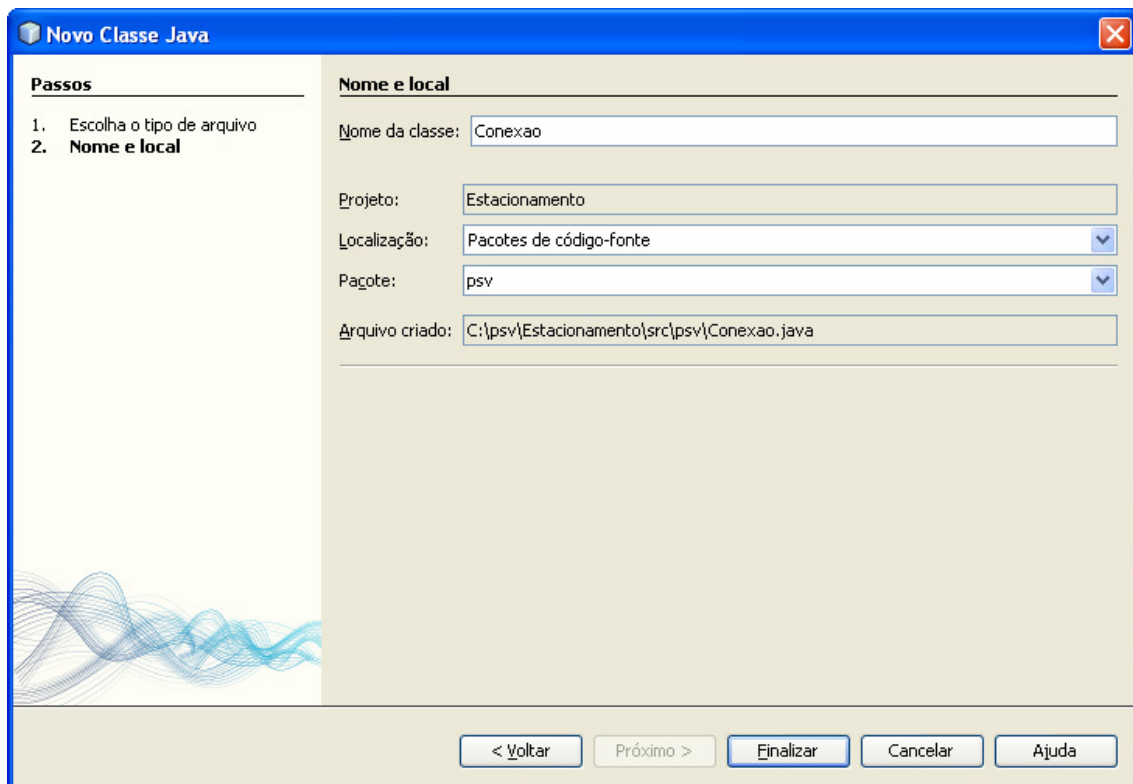 Novo Classe Java
Passos
1. Escolha o tipo de arquivo
2. Nome e local
Nome e local
Nome da classe: Conexao
Projeto: Estacionamento
Localização: Pacotes de código-fonte
Pacote: psv
Arquivo criado: C:\psv\Estacionamento\src\psv\Conexao.java
< Voltar Próximo > Finalizar Cancelar Ajuda